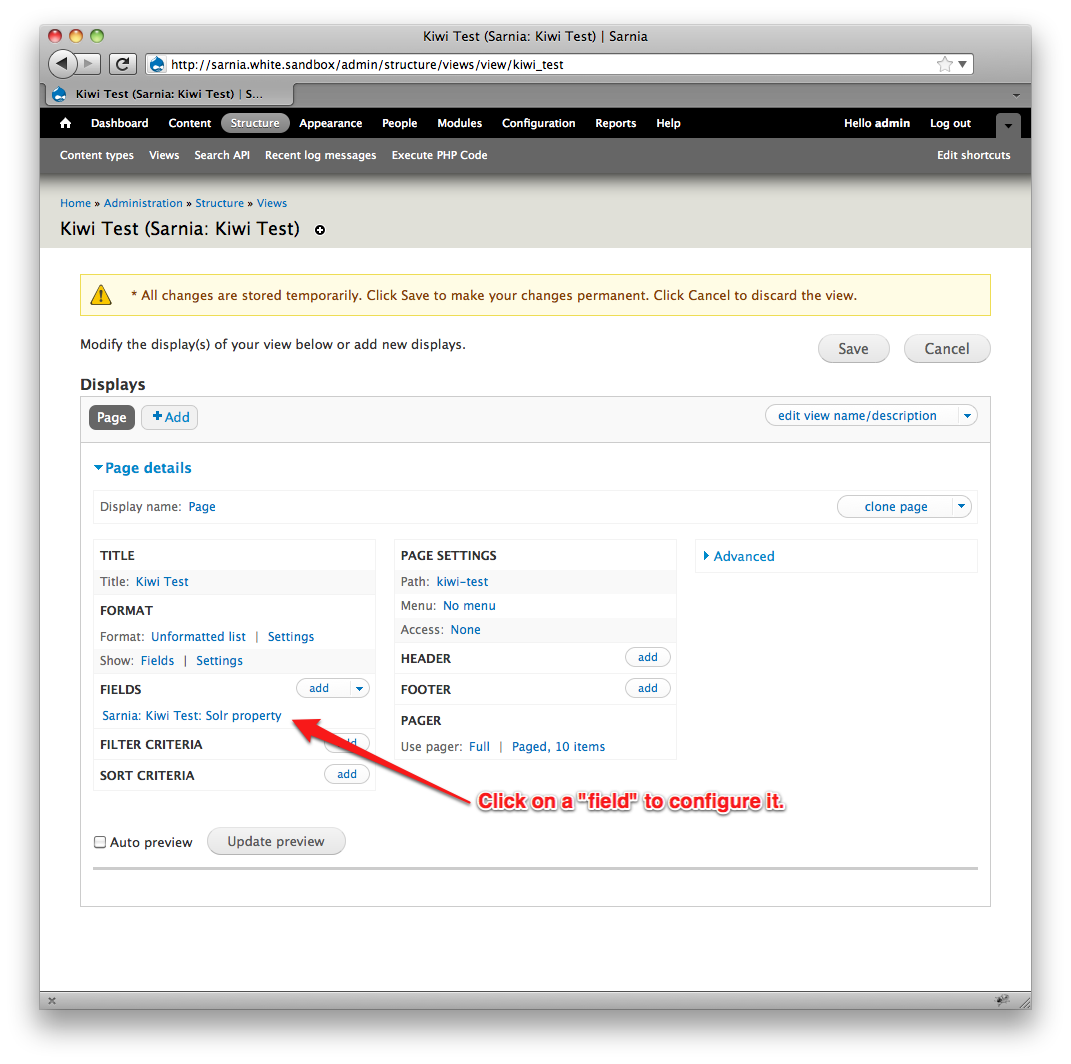 Kiwi Test (Sarnia: Kiwi Test) | Sarnia
http://sarnia.white.sandbox/admin/structure/views/view/kiwi_test
Kiwi Test (Sarnia: Kiwi Test) | S...
Dashboard Content Structure Appearance People Modules Configuration Reports Help Hello admin Log out
Content types Views Search API Recent log messages Execute PHP Code Edit shortcuts
Home » Administration » Structure » Views
Kiwi Test (Sarnia: Kiwi Test)
* All changes are stored temporarily. Click Save to make your changes permanent. Click Cancel to discard the view.
Modify the display(s) of your view below or add new displays.
Save Cancel
Displays
Page +Add edit view name/description
Page details
Display name: Page clone page
TITLE
Title: Kiwi Test
FORMAT
Format: Unformatted list | Settings
Show: Fields | Settings
FIELDS add
Sarnia: Kiwi Test: Solr property
FILTER CRITERIA add
SORT CRITERIA add
PAGE SETTINGS
Path: kiwi-test
Menu: No menu
Access: None
HEADER add
FOOTER add
PAGER
Use pager: Full | Paged, 10 items
Advanced
Click on a "field" to configure it.
Auto preview Update preview